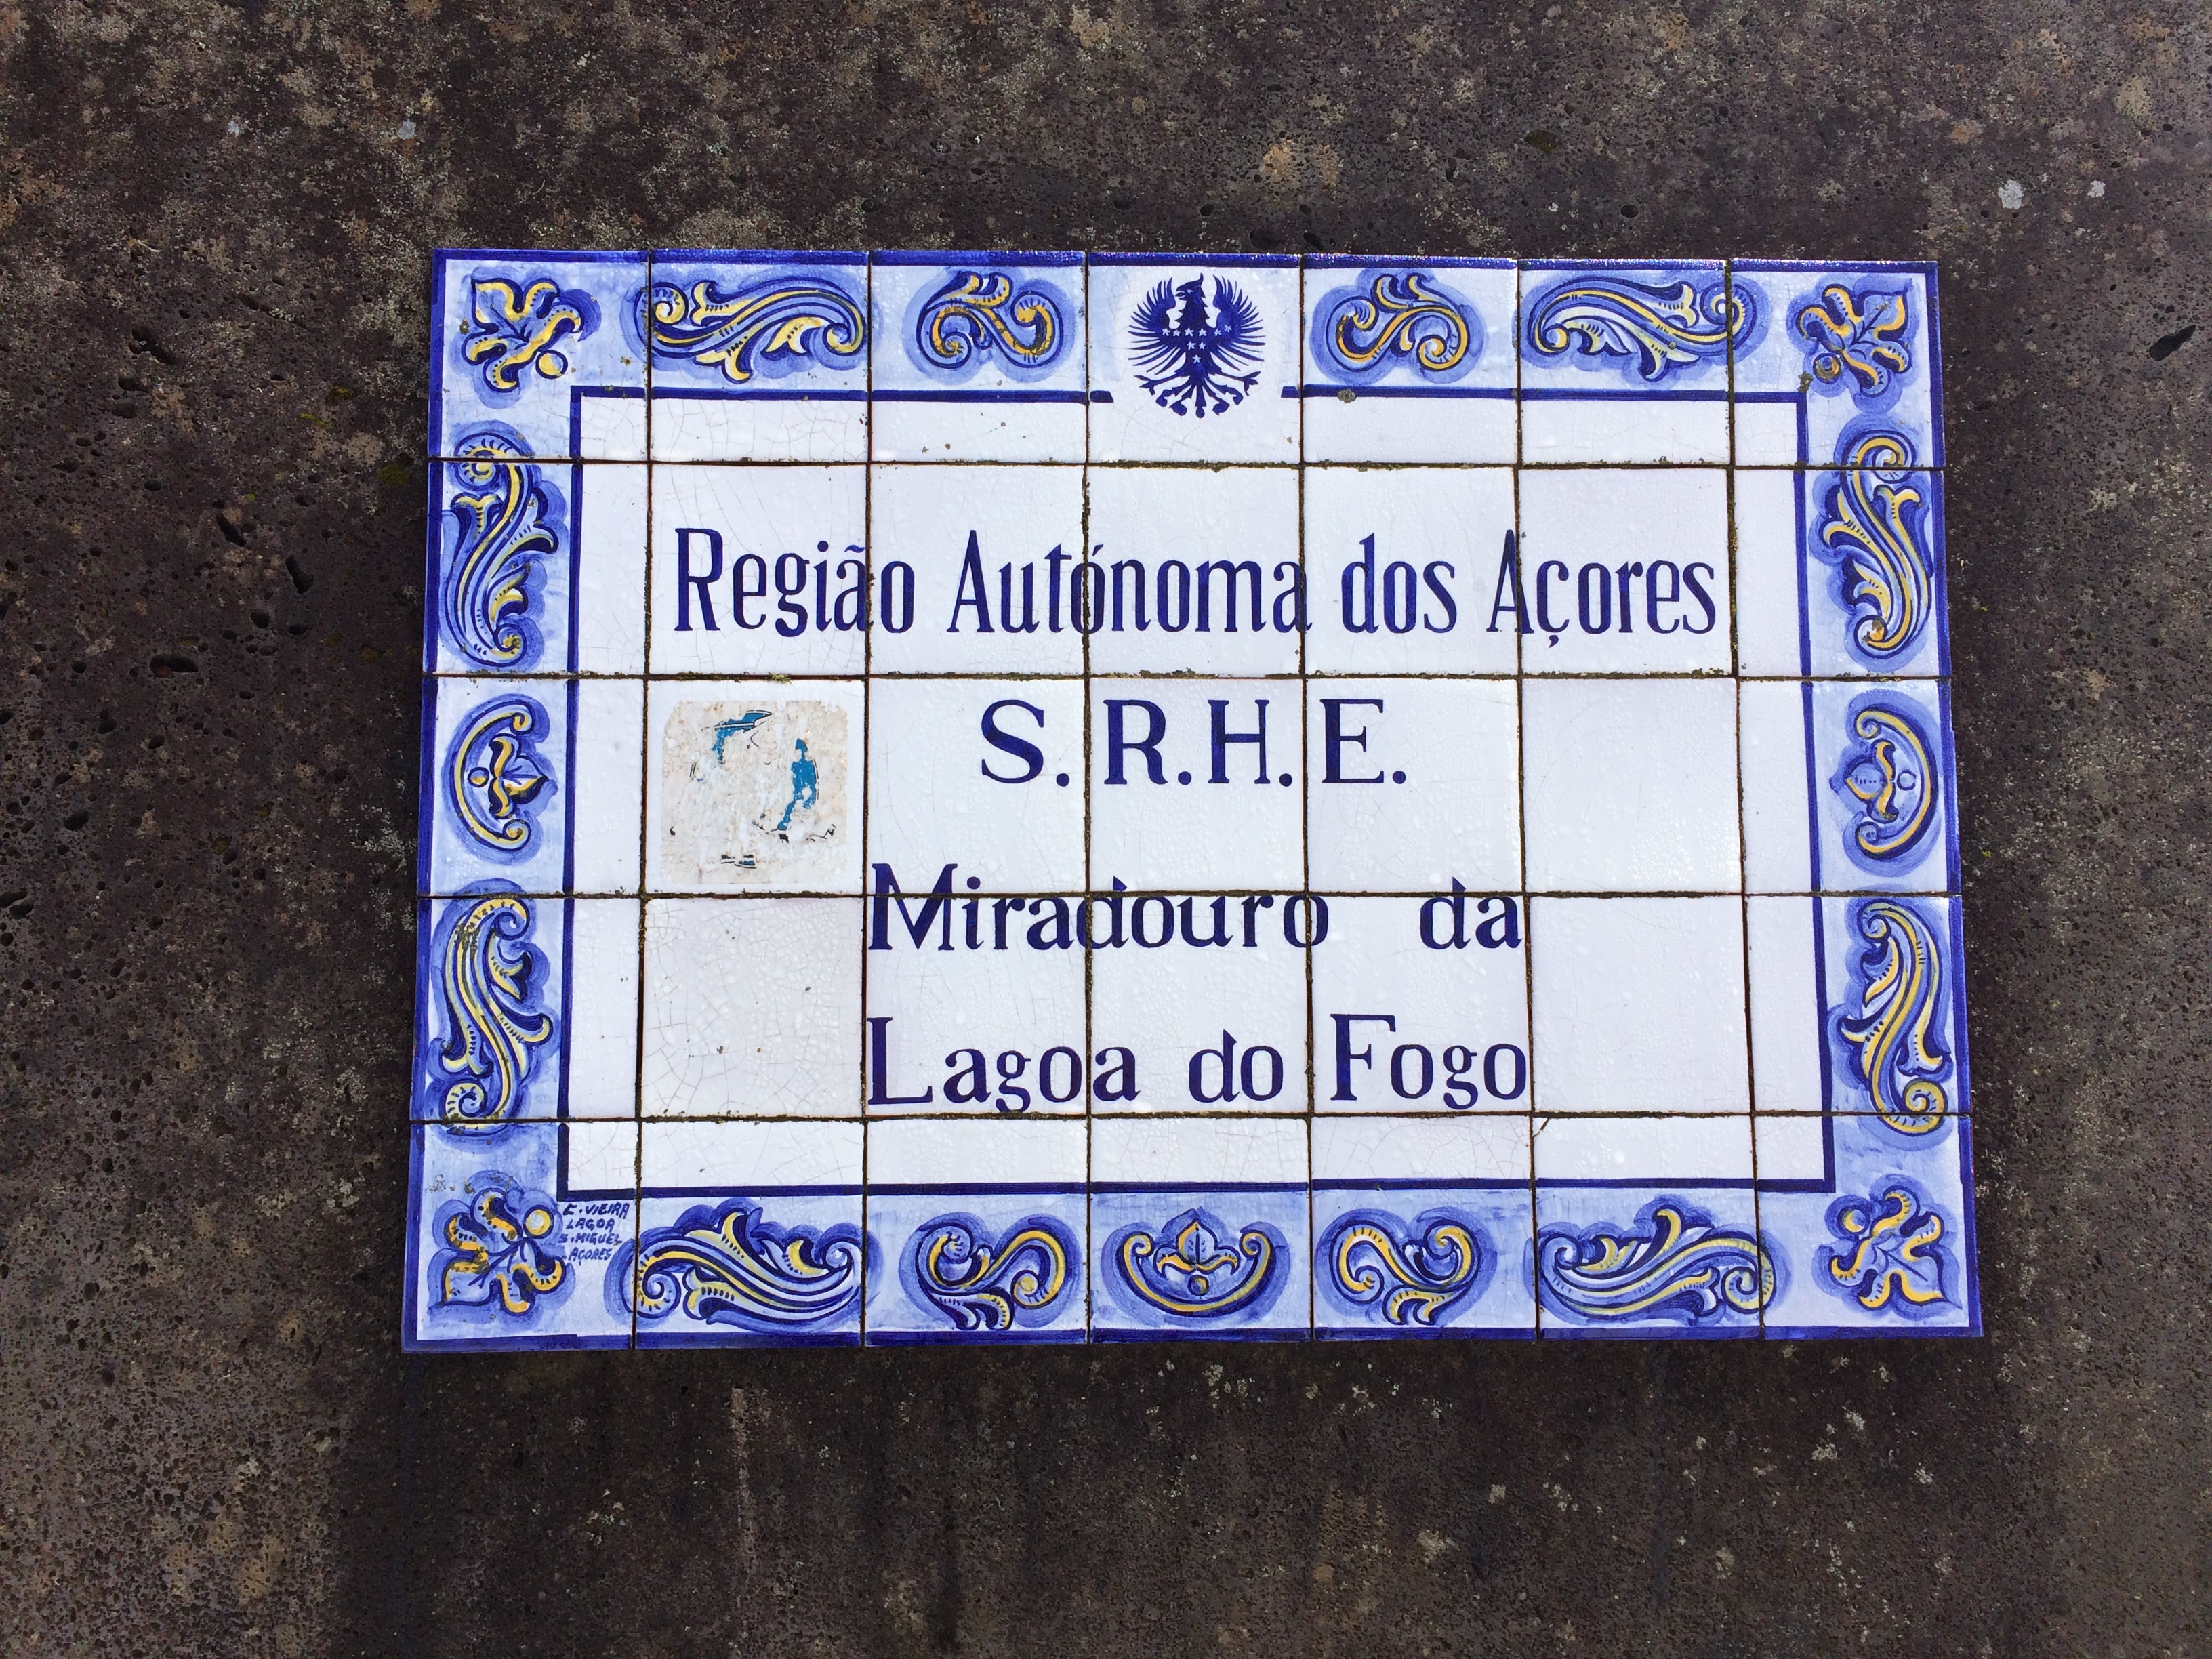 Região Autónoma dos Açores
S.R.H.E.
Miradouro da
Lagoa do Fogo
E. VIEIRA
LAGOA
S. MIGUEL
AÇORES